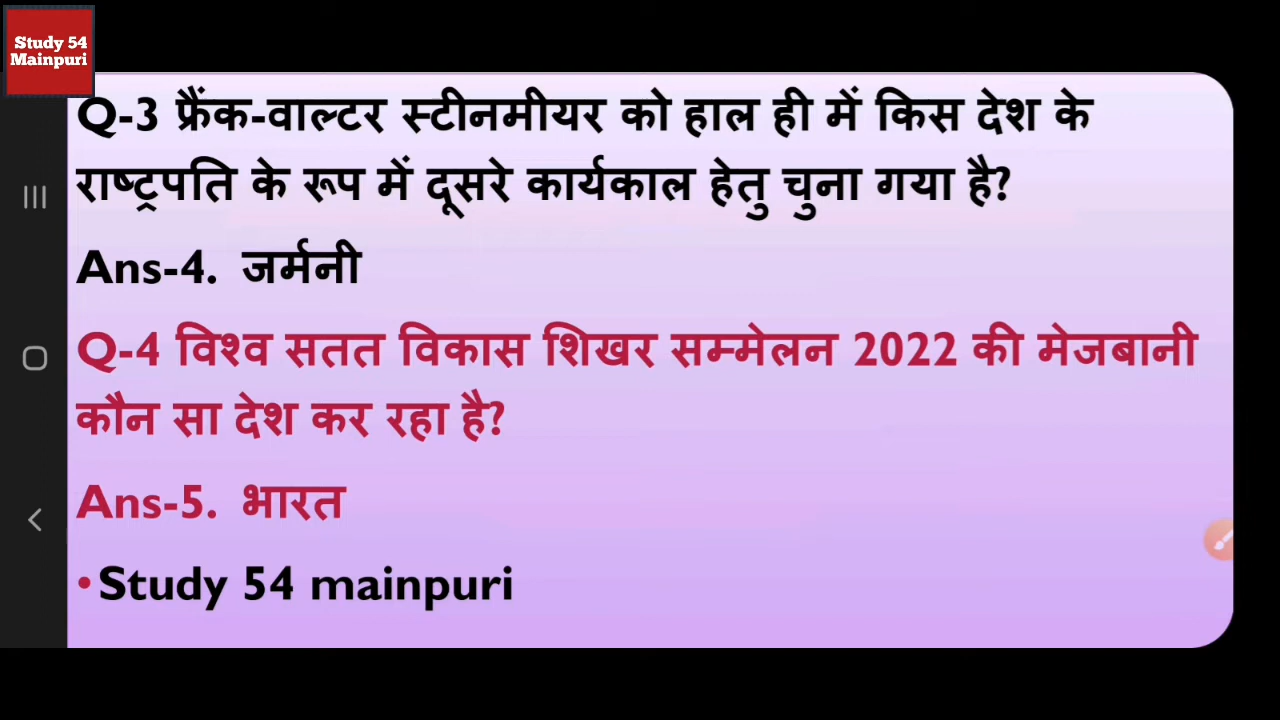 Study 54
Mainpuri
Q-3 फ्रैंक-वाल्टर स्टीनमीयर को हाल ही में किस देश के
राष्ट्रपति के रूप में दूसरे कार्यकाल हेतु चुना गया है?
Ans-4. जर्मनी
Q-4 विश्व सतत विकास शिखर सम्मेलन 2022 की मेजबानी
कौन सा देश कर रहा है?
Ans-5. भारत
•Study 54 mainpuri